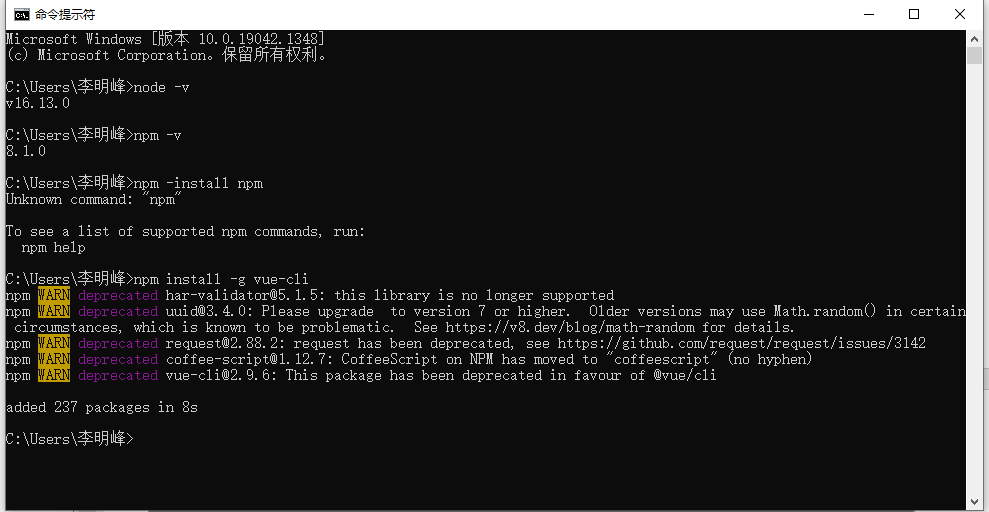 命令提示符
Microsoft Windows [版本 10.0.19042.1348]
(c) Microsoft Corporation。保留所有权利。
C:\Users\李明峰>node -v
v16.13.0
C:\Users\李明峰>npm -v
8.1.0
C:\Users\李明峰>npm -install npm
Unknown command: "npm"
To see a list of supported npm commands, run:
  npm help
C:\Users\李明峰>npm install -g vue-cli
npm WARN deprecated har-validator@5.1.5: this library is no longer supported
npm WARN deprecated uuid@3.4.0: Please upgrade  to version 7 or higher.  Older versions may use Math.random() in certain
 circumstances, which is known to be problematic.  See https://v8.dev/blog/math-random for details.
npm WARN deprecated request@2.88.2: request has been deprecated, see https://github.com/request/request/issues/3142
npm WARN deprecated coffee-script@1.12.7: CoffeeScript on NPM has moved to "coffeescript" (no hyphen)
npm WARN deprecated vue-cli@2.9.6: This package has been deprecated in favour of @vue/cli
added 237 packages in 8s
C:\Users\李明峰>